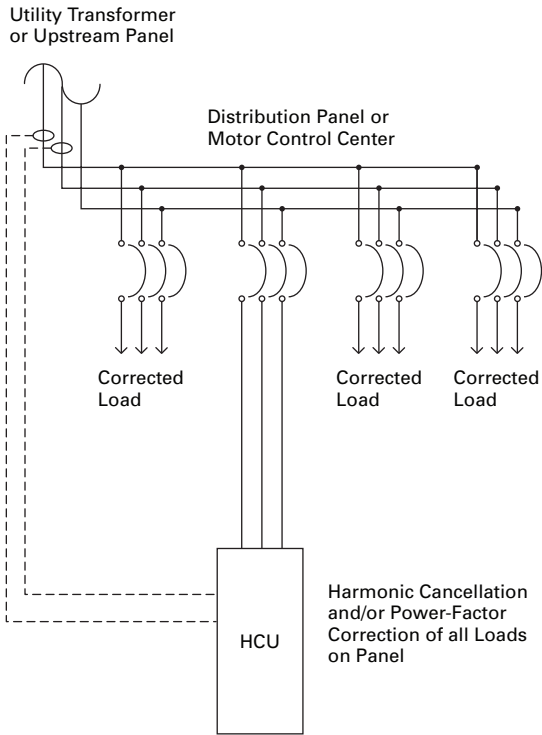 Utility Transformer
or Upstream Panel
Distribution Panel or
Motor Control Center
Corrected
Load
Corrected
Load
Corrected
Load
HCU
Harmonic Cancellation
and/or Power-Factor
Correction of all Loads
on Panel